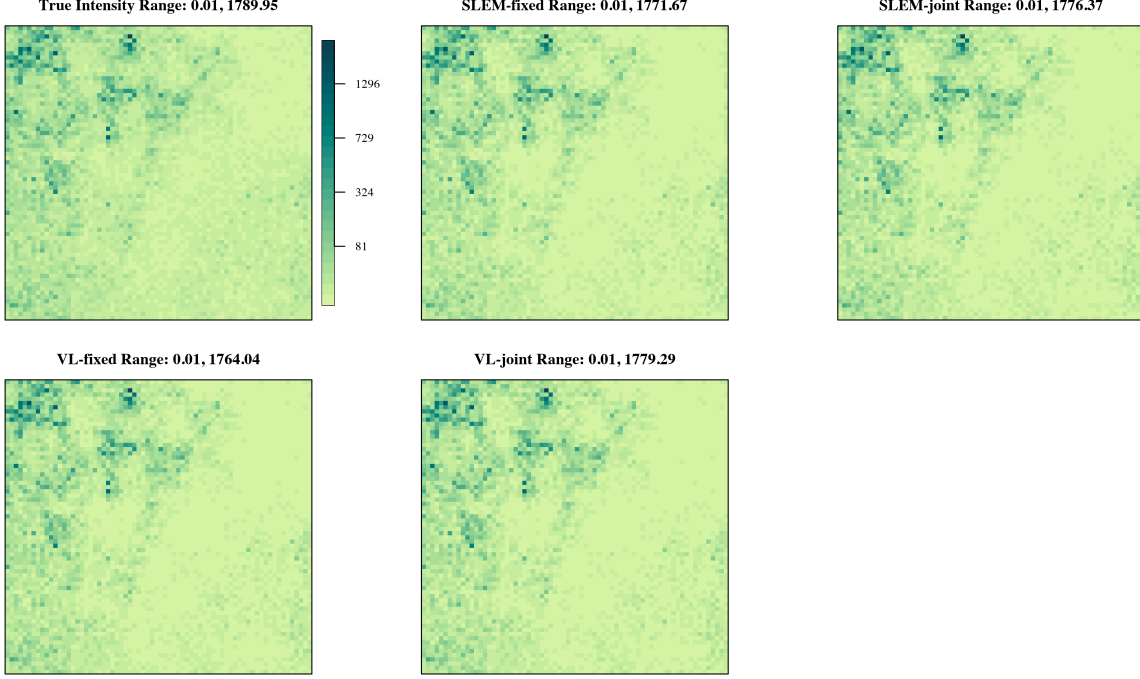 True Intensity Range: 0.01, 1789.95
SLEM-fixed Range: 0.01, 1771.67
SLEM-joint Range: 0.01, 1776.37
1296
729
324
81
VL-fixed Range: 0.01, 1764.04
VL-joint Range: 0.01, 1779.29